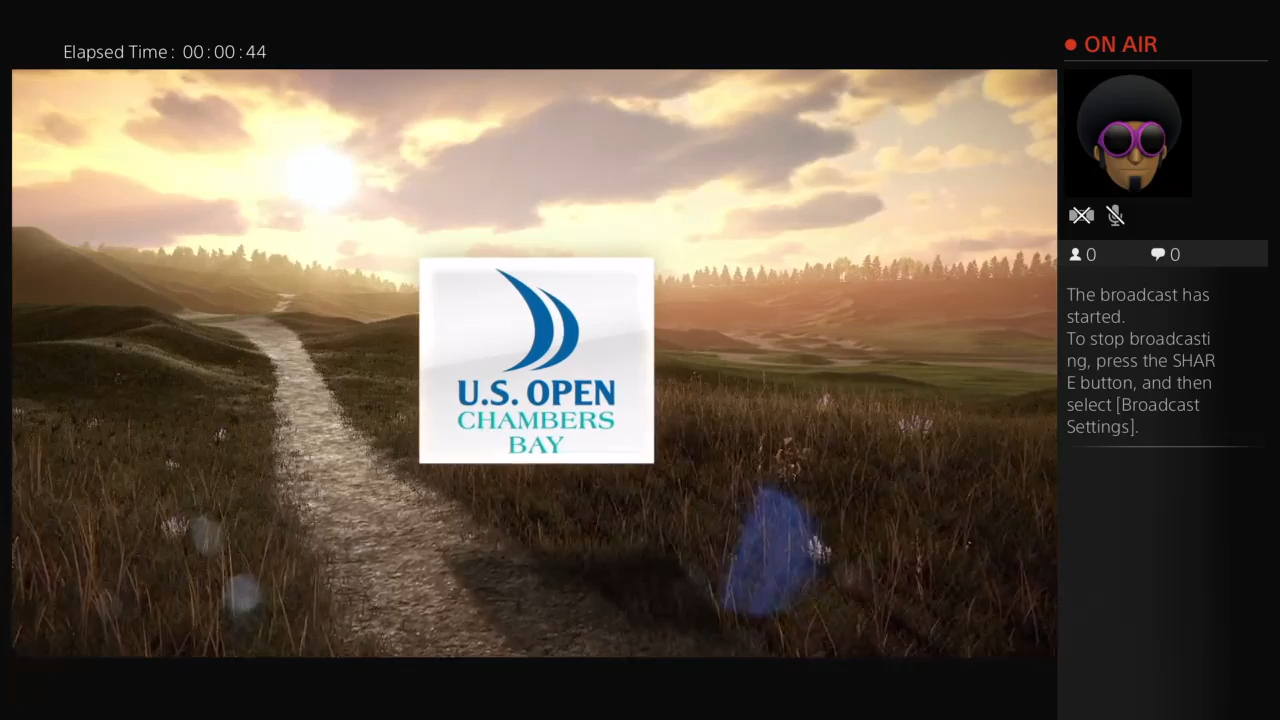 Elapsed Time: 00:00:44
ON AIR
0 0
The broadcast has
started.
To stop broadcasti
ng, press the SHAR
E button, and then
select [Broadcast
Settings].
U.S. OPEN
CHAMBERS
BAY